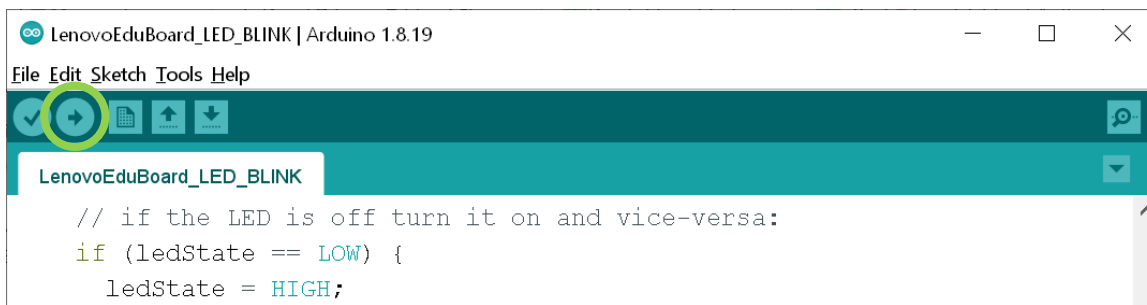 LenovoEduBoard_LED_BLINK | Arduino 1.8.19
File Edit Sketch Tools Help
LenovoEduBoard_LED_BLINK
// if the LED is off turn it on and vice-versa:
if (ledState == LOW) {
ledState = HIGH;